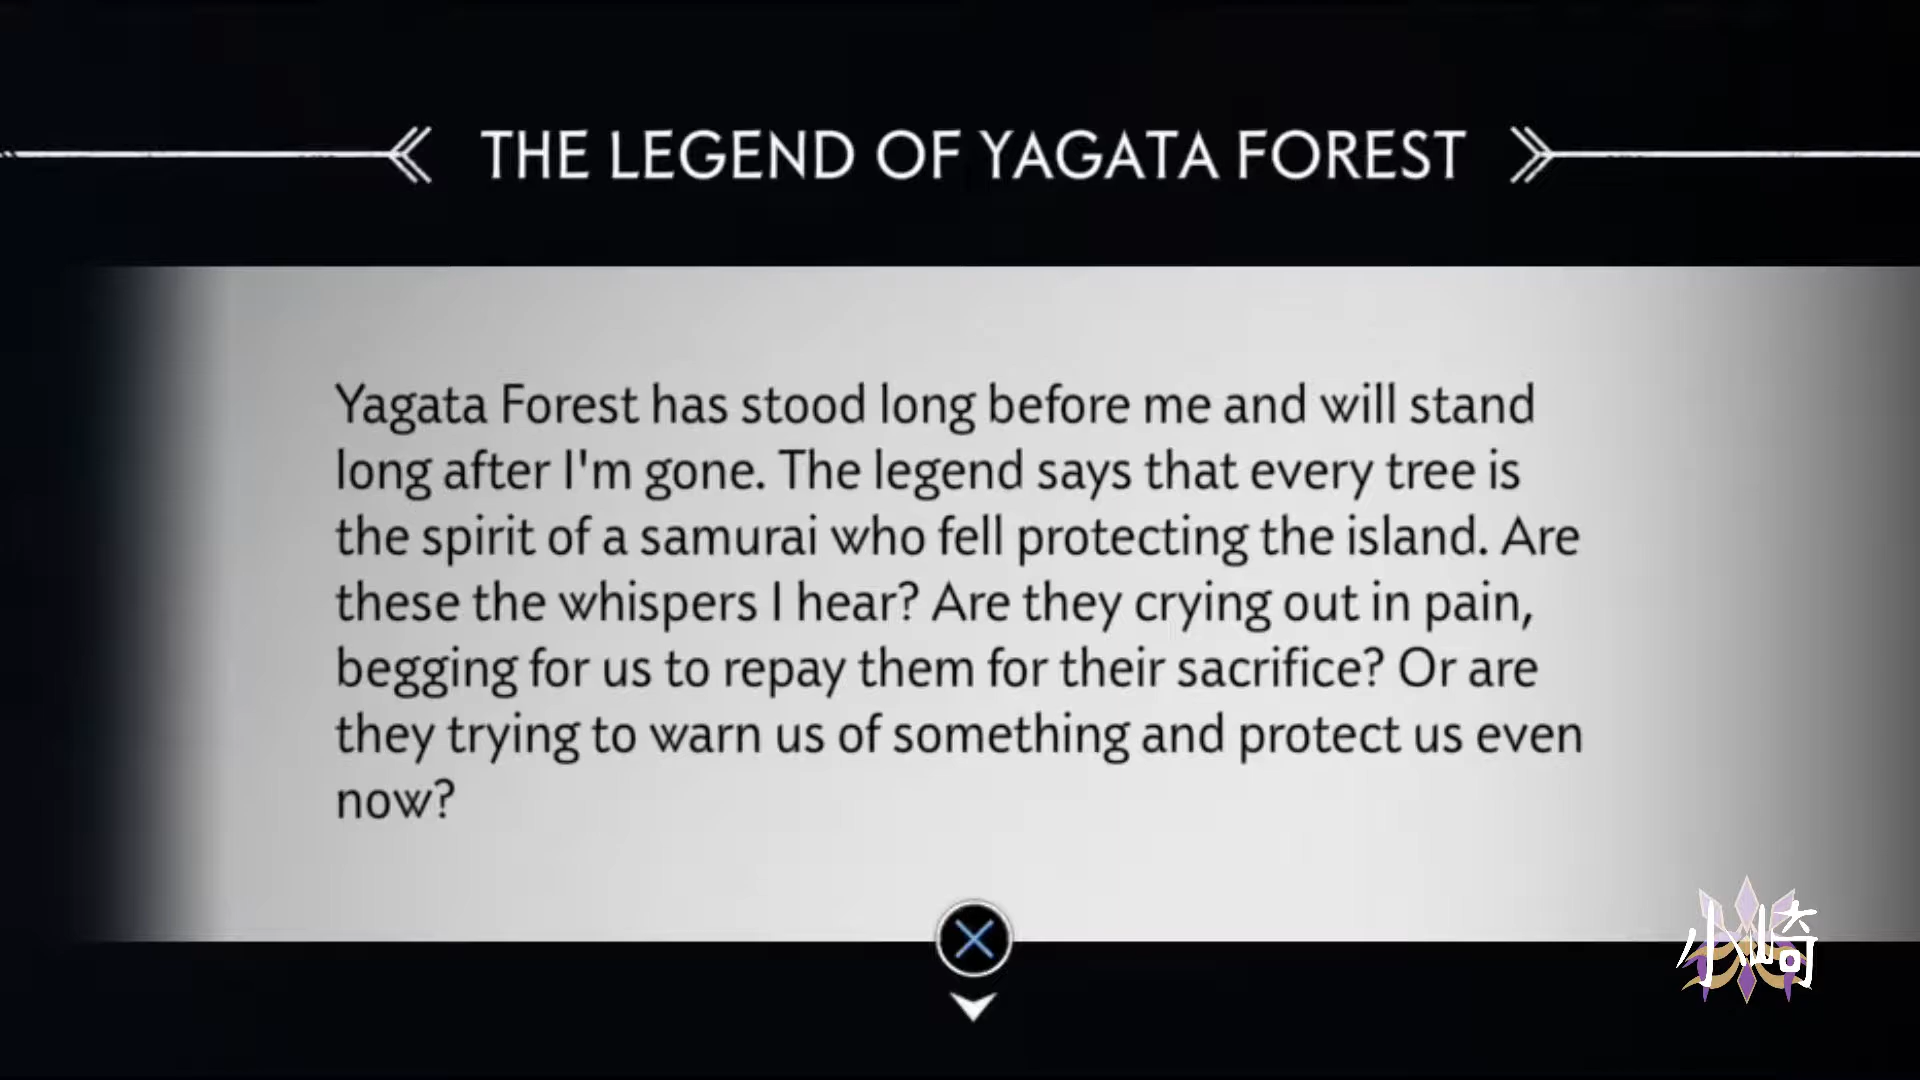 THE LEGEND OF YAGATA FOREST
Yagata Forest has stood long before me and will stand
long after I'm gone. The legend says that every tree is
the spirit of a samurai who fell protecting the island. Are
these the whispers I hear? Are they crying out in pain,
begging for us to repay them for their sacrifice? Or are
they trying to warn us of something and protect us even
now?
小崎